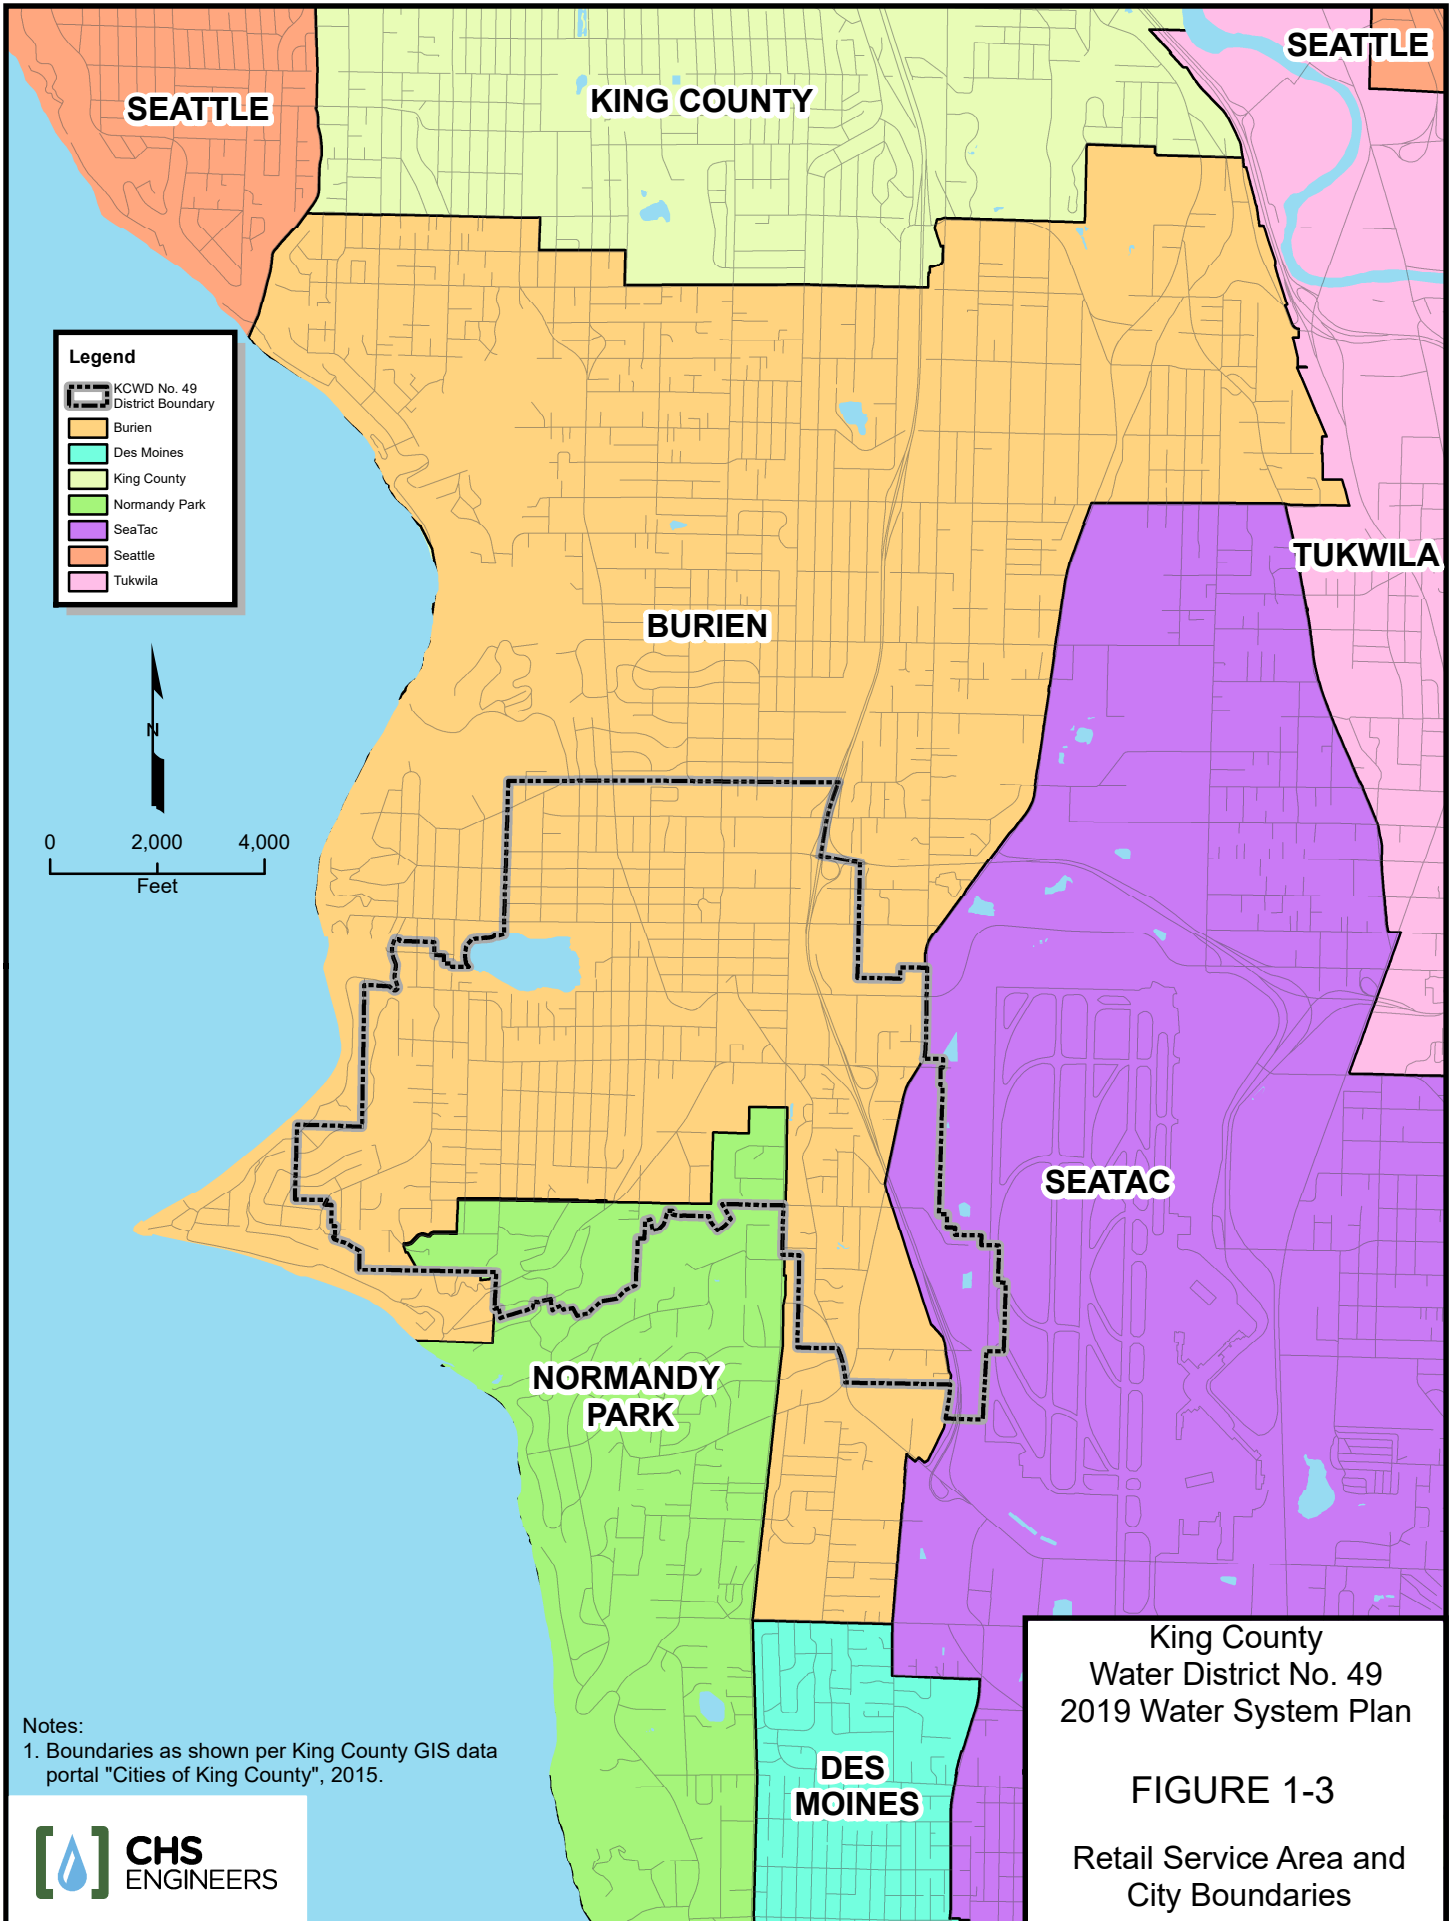 SEATTLE
KING COUNTY
SEATTLE
Legend
KCWD No. 49
District Boundary
Burien
Des Moines
King County
Normandy Park
SeaTac
Seattle
Tukwila
TUKWILA
BURIEN
N
0 2,000 4,000
Feet
SEATAC
NORMANDY
PARK
DES
MOINES
Notes:
1. Boundaries as shown per King County GIS data
portal "Cities of King County", 2015.
CHS
ENGINEERS
King County
Water District No. 49
2019 Water System Plan
FIGURE 1-3
Retail Service Area and
City Boundaries